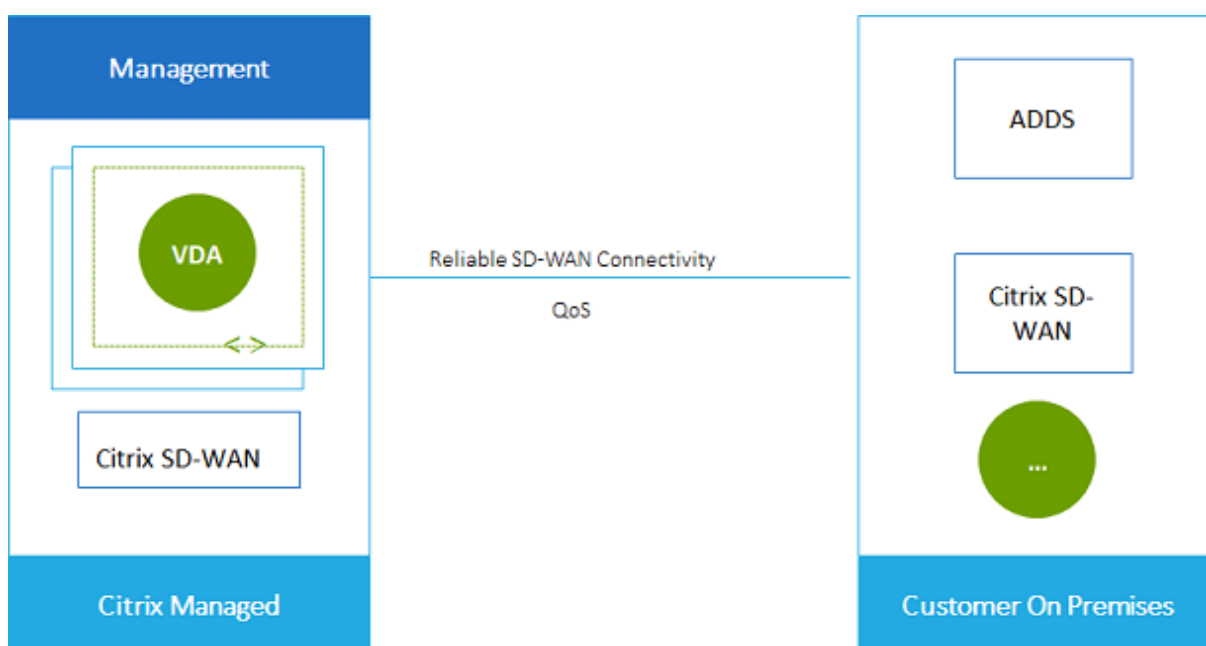 Management
VDA
< >
Citrix SD-WAN
Citrix Managed
Reliable SD-WAN Connectivity
QoS
ADDS
Citrix SD-
WAN
...
Customer On Premises